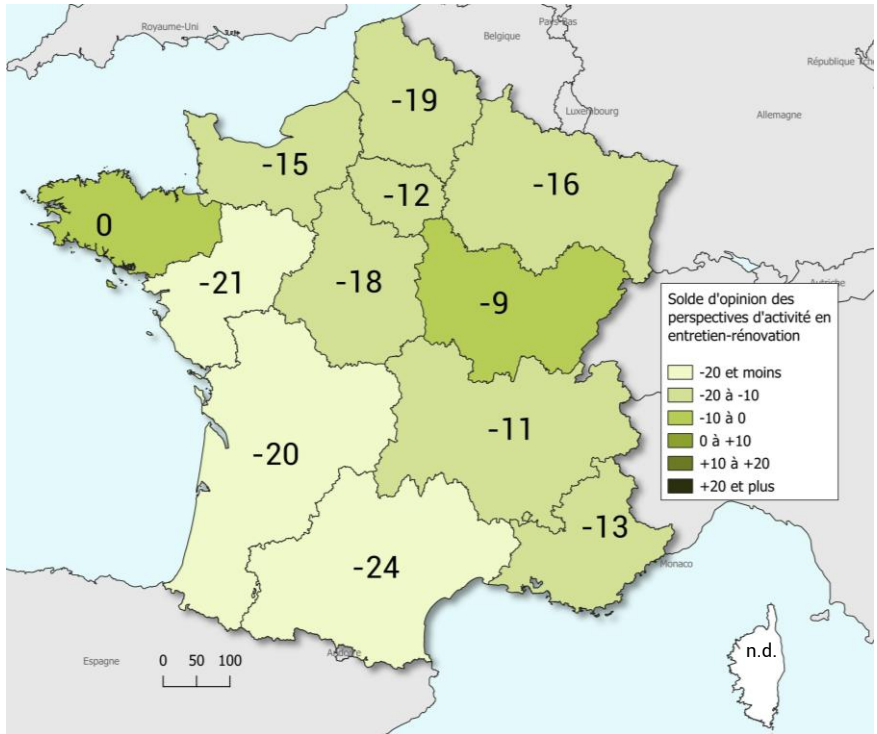 Royaume-Uni
Pays-Bas
Belgique
République Tche
Luxembourg
Allemagne
-19
-15
-12
-16
0
-21
-18
-9
Autriche
Solde d'opinion des
perspectives d'activité en
entretien-rénovation
-20 et moins
-20 à -10
-10 à 0
0 à +10
+10 à +20
+20 et plus
-11
-20
-13
-24
Monaco
Andorre
Espagne
0 50 100
n.d.